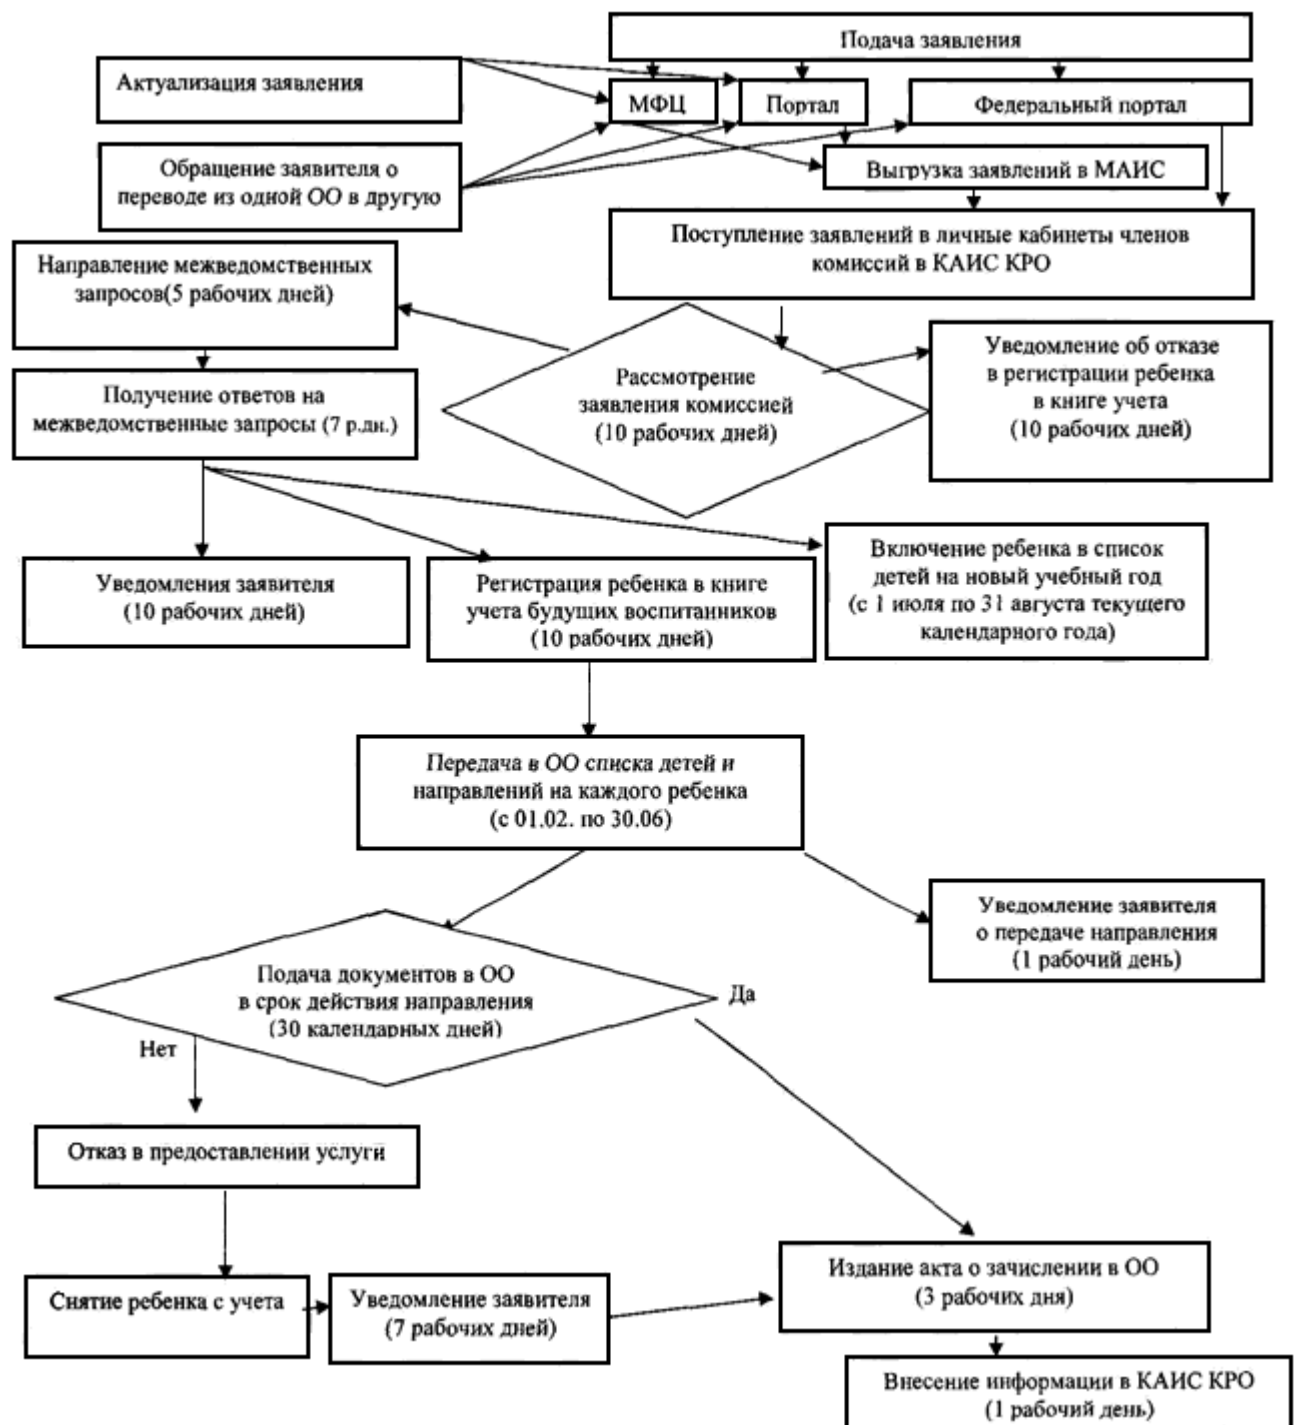 Подача заявления
Актуализация заявления
МФЦ
Портал
Федеральный портал
Обращение заявителя о
переводе из одной ОО в другую
Выгрузка заявлений в МАИС
Поступление заявлений в личные кабинеты членов
комиссий в КАИС КРО
Направление межведомственных
запросов(5 рабочих дней)
Рассмотрение
заявления комиссией
(10 рабочих дней)
Уведомление об отказе
в регистрации ребенка
в книге учета
(10 рабочих дней)
Получение ответов на
межведомственные запросы (7 р.дн.)
Уведомления заявителя
(10 рабочих дней)
Регистрация ребенка в книге
учета будущих воспитанников
(10 рабочих дней)
Включение ребенка в список
детей на новый учебный год
(с 1 июля по 31 августа текущего
календарного года)
Передача в ОО списка детей и
направлений на каждого ребенка
(с 01.02. по 30.06)
Уведомление заявителя
о передаче направления
(1 рабочий день)
Подача документов в ОО
в срок действия направления
(30 календарных дней)
Да
Нет
Отказ в предоставлении услуги
Снятие ребенка с учета
Уведомление заявителя
(7 рабочих дней)
Издание акта о зачислении в ОО
(3 рабочих дня)
Внесение информации в КАИС КРО
(1 рабочий день)